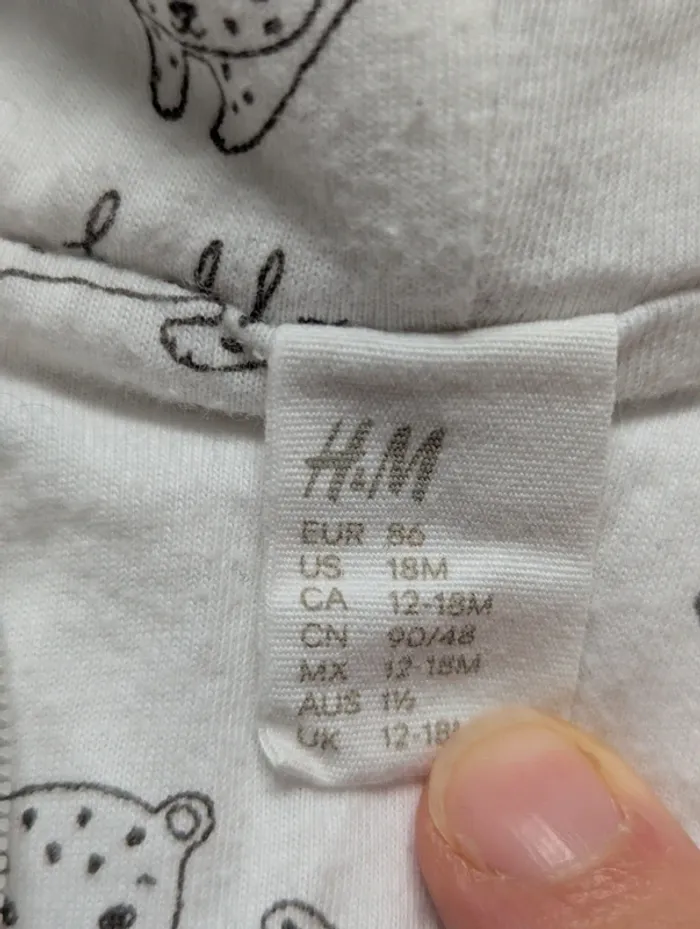 H&M
EUR 86
US 18M
CA 12-18M
CN 90/48
MX 12-18M
AUS 1½
UK 12-18